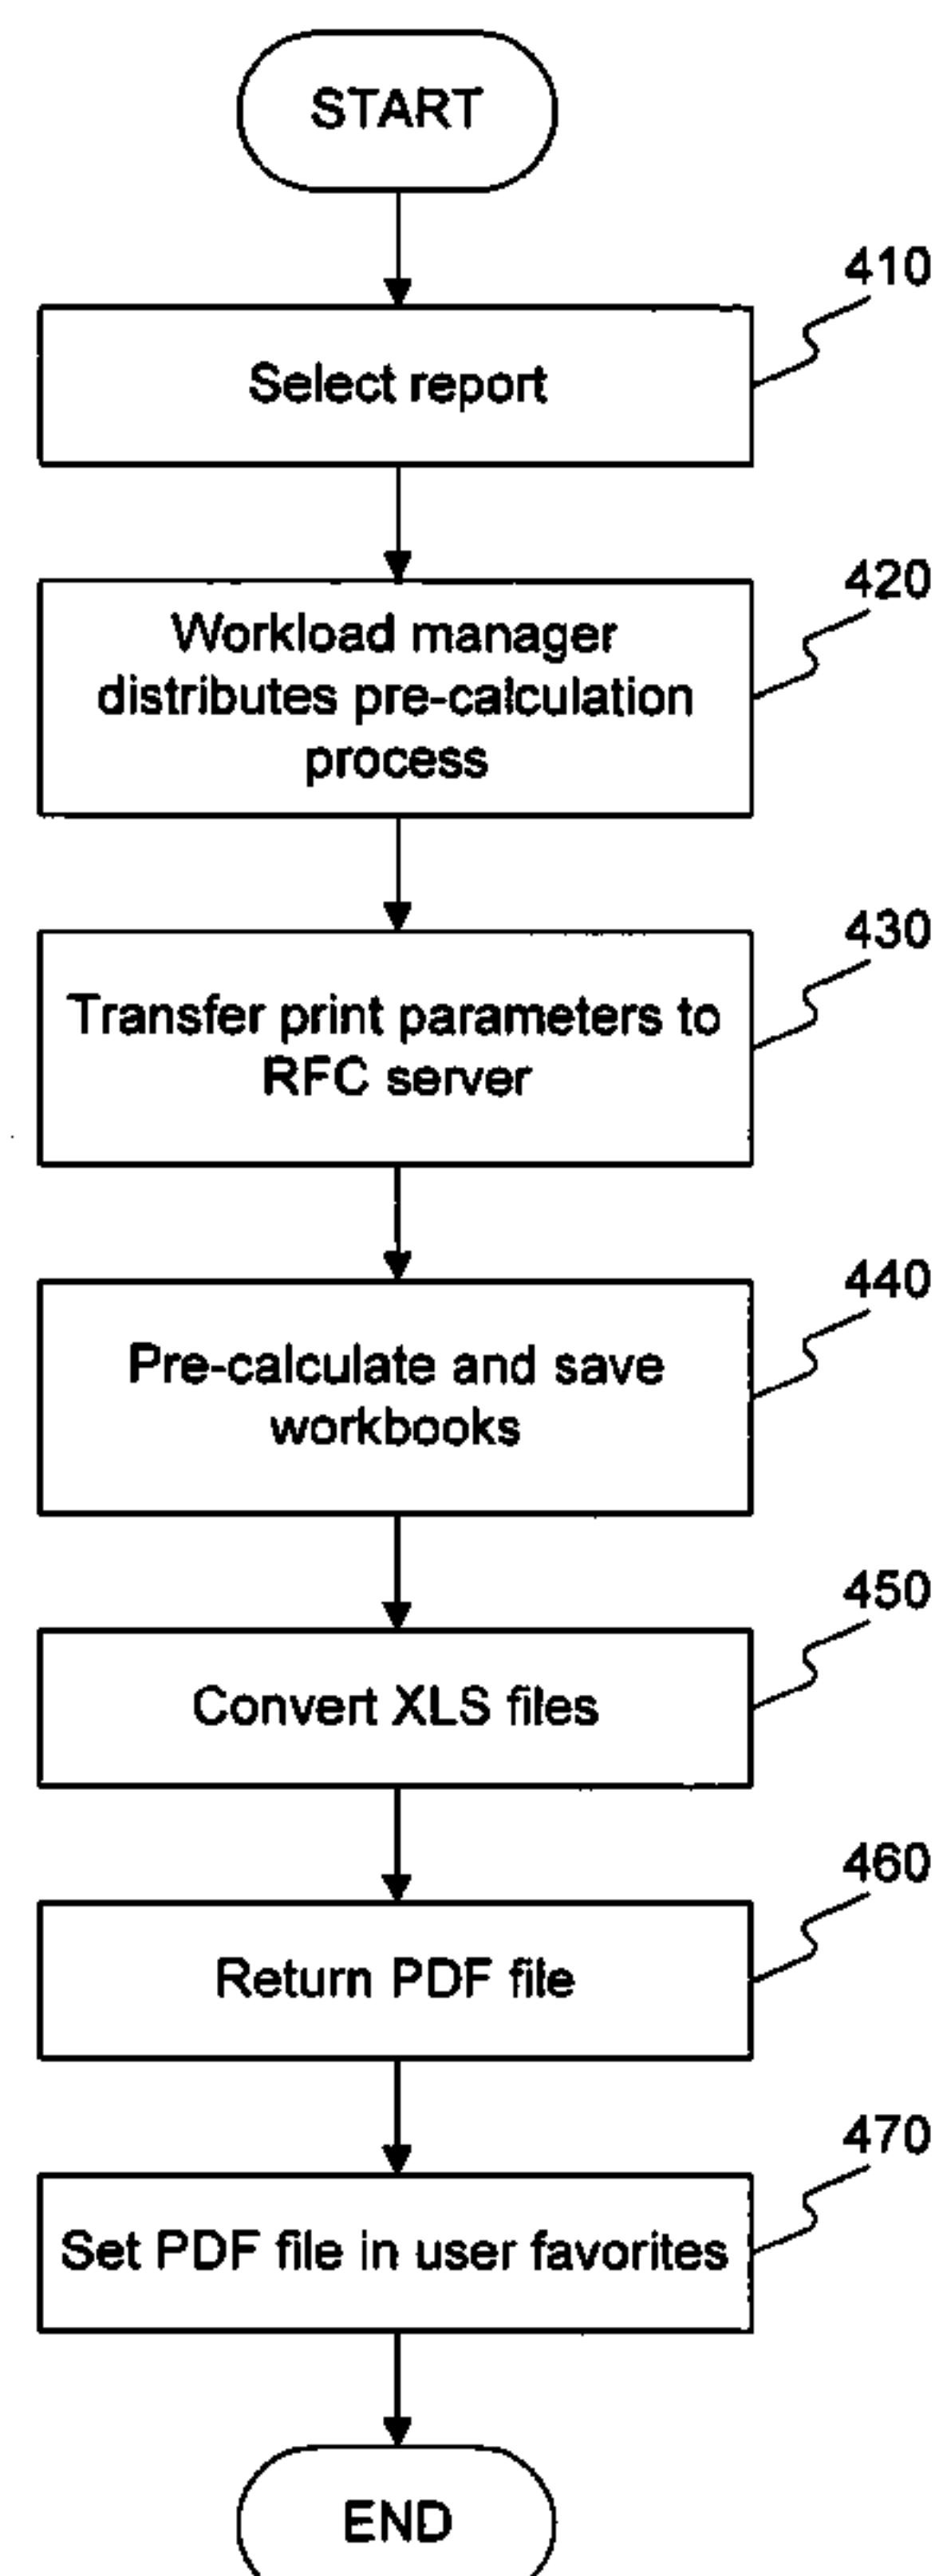 START
410
Select report
420
Workload manager
distributes pre-calculation
process
430
Transfer print parameters to
RFC server
440
Pre-calculate and save
workbooks
450
Convert XLS files
460
Return PDF file
470
Set PDF file in user favorites
END